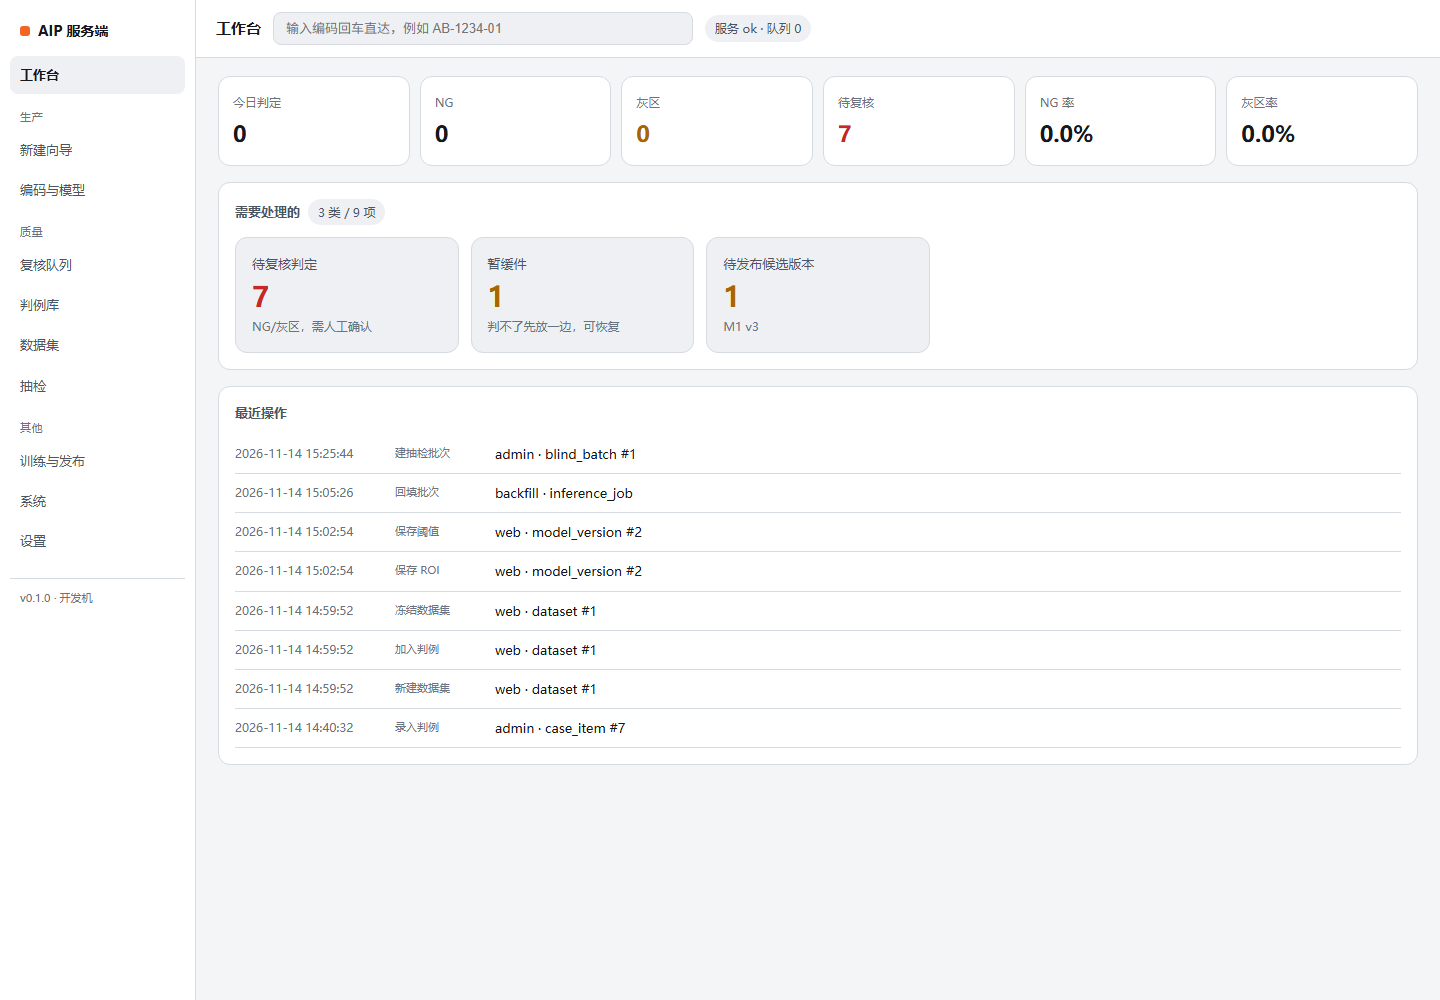 AIP 服务端
工作台
生产
新建向导
编码与模型
质量
复核队列
判例库
数据集
抽检
其他
训练与发布
系统
设置
v0.1.0 · 开发机
工作台
输入编码回车直达，例如 AB-1234-01
服务 ok · 队列 0
今日判定
0
NG
0
灰区
0
待复核
7
NG 率
0.0%
灰区率
0.0%
需要处理的
3 类 / 9 项
待复核判定
7
NG/灰区，需人工确认
暂缓件
1
判不了先放一边，可恢复
待发布候选版本
1
M1 v3
最近操作
2026-11-14 15:25:44 建抽检批次 admin · blind_batch #1
2026-11-14 15:05:26 回填批次 backfill · inference_job
2026-11-14 15:02:54 保存阈值 web · model_version #2
2026-11-14 15:02:54 保存 ROI web · model_version #2
2026-11-14 14:59:52 冻结数据集 web · dataset #1
2026-11-14 14:59:52 加入判例 web · dataset #1
2026-11-14 14:59:52 新建数据集 web · dataset #1
2026-11-14 14:40:32 录入判例 admin · case_item #7